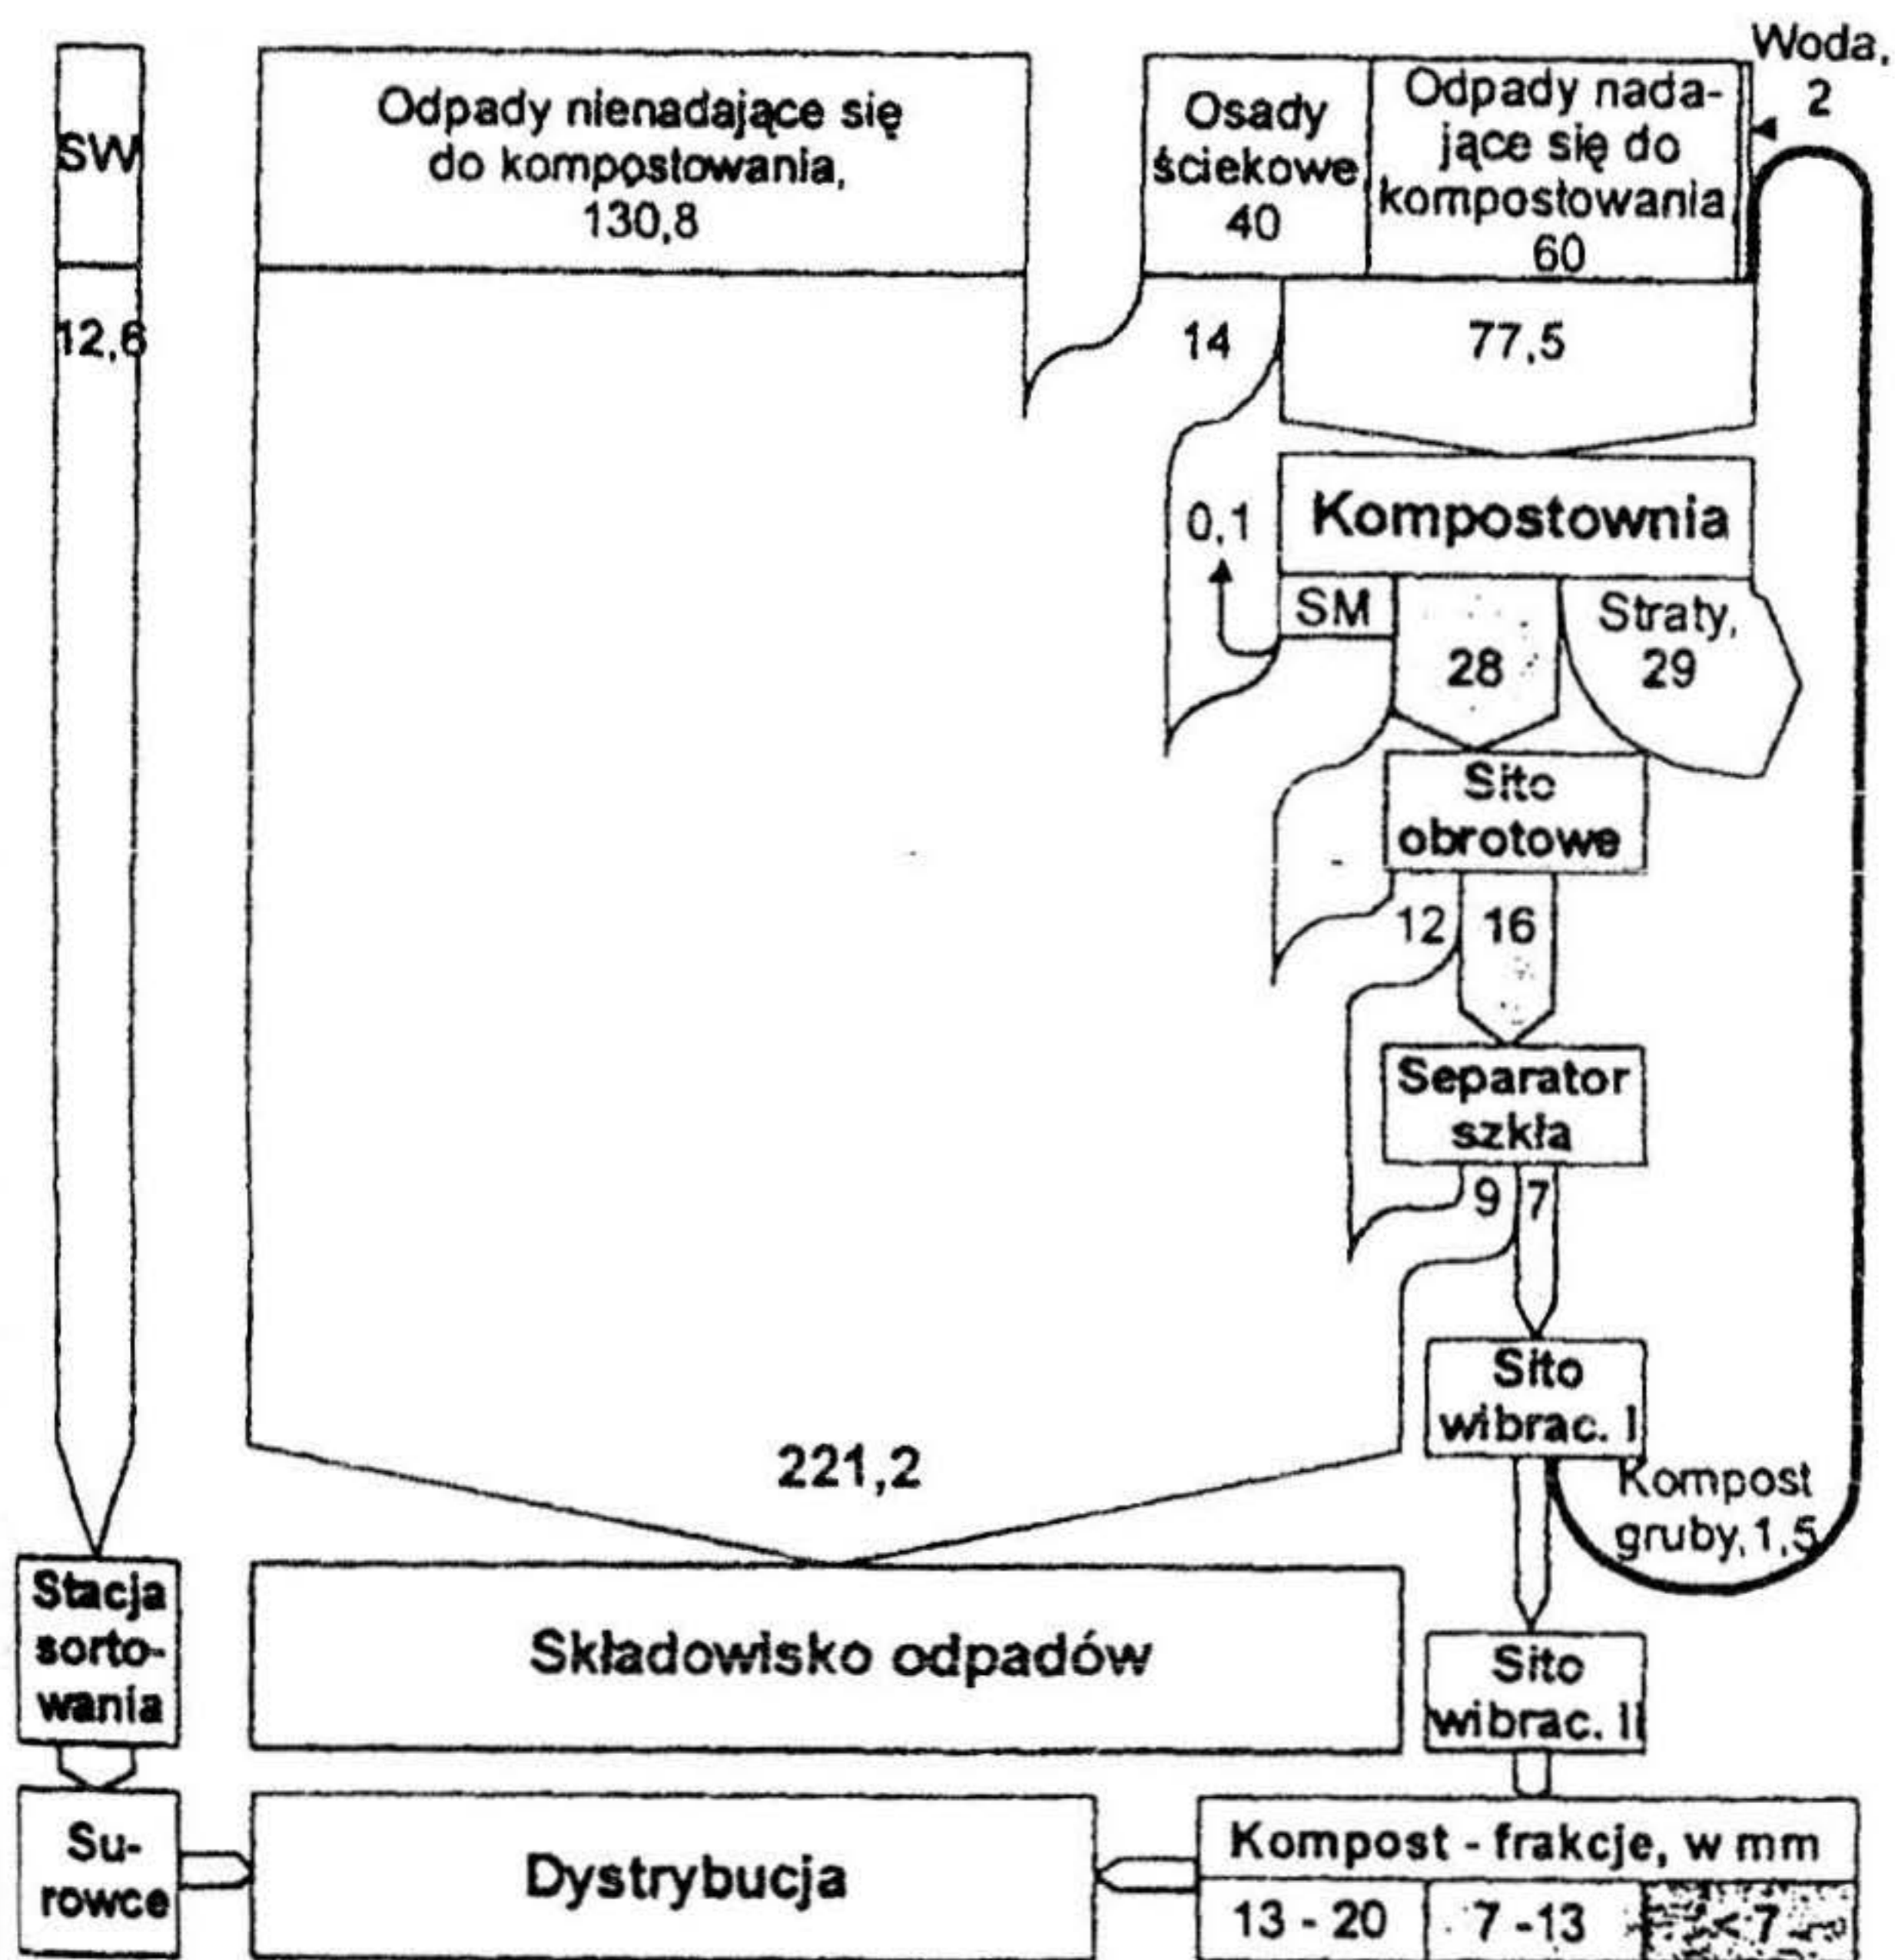 Woda,
2
SW
Odpady nienadające się
do kompostowania,
130,8
Osady
ściekowe
40
Odpady nada-
jące się do
kompostowania
60
12,6
14
77,5
0,1
Kompostownia
SM
28
Straty,
29
Sito
obrotowe
12
16
Separator
szkła
9
7
Sito
wibrac. I
Kompost
gruby, 1,5
221,2
Stacja
sorto-
wania
Składowisko odpadów
Sito
wibrac. II
Su-
rowce
Dystrybucja
Kompost - frakcje, w mm
13 - 20
7 -13
< 7